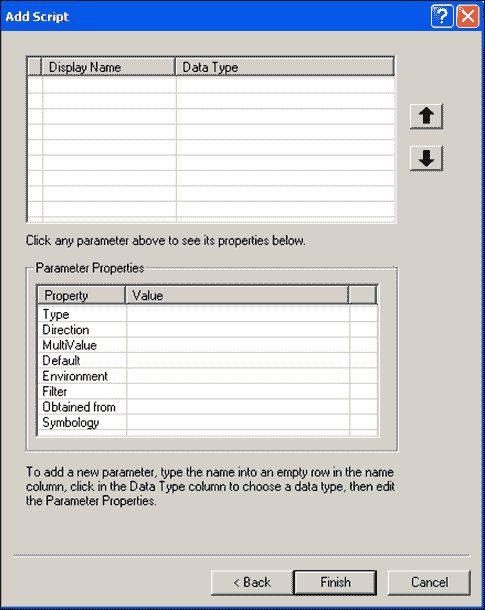 Add Script
Display Name Data Type
Click any parameter above to see its properties below.
Parameter Properties
Property Value
Type
Direction
MultiValue
Default
Environment
Filter
Obtained from
Symbology
To add a new parameter, type the name into an empty row in the name
column, click in the Data Type column to choose a data type, then edit
the Parameter Properties.
< Back Finish Cancel